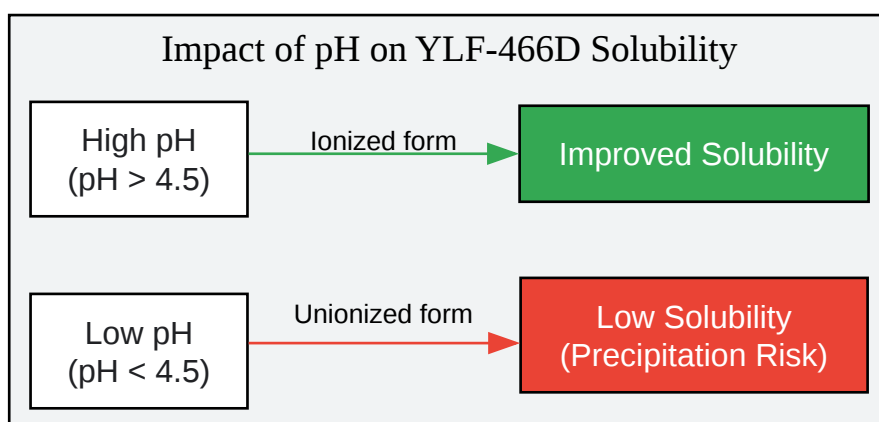 Impact of pH on YLF-466D Solubility
High pH
(pH > 4.5)
Ionized form
Improved Solubility
Low pH
(pH < 4.5)
Unionized form
Low Solubility
(Precipitation Risk)